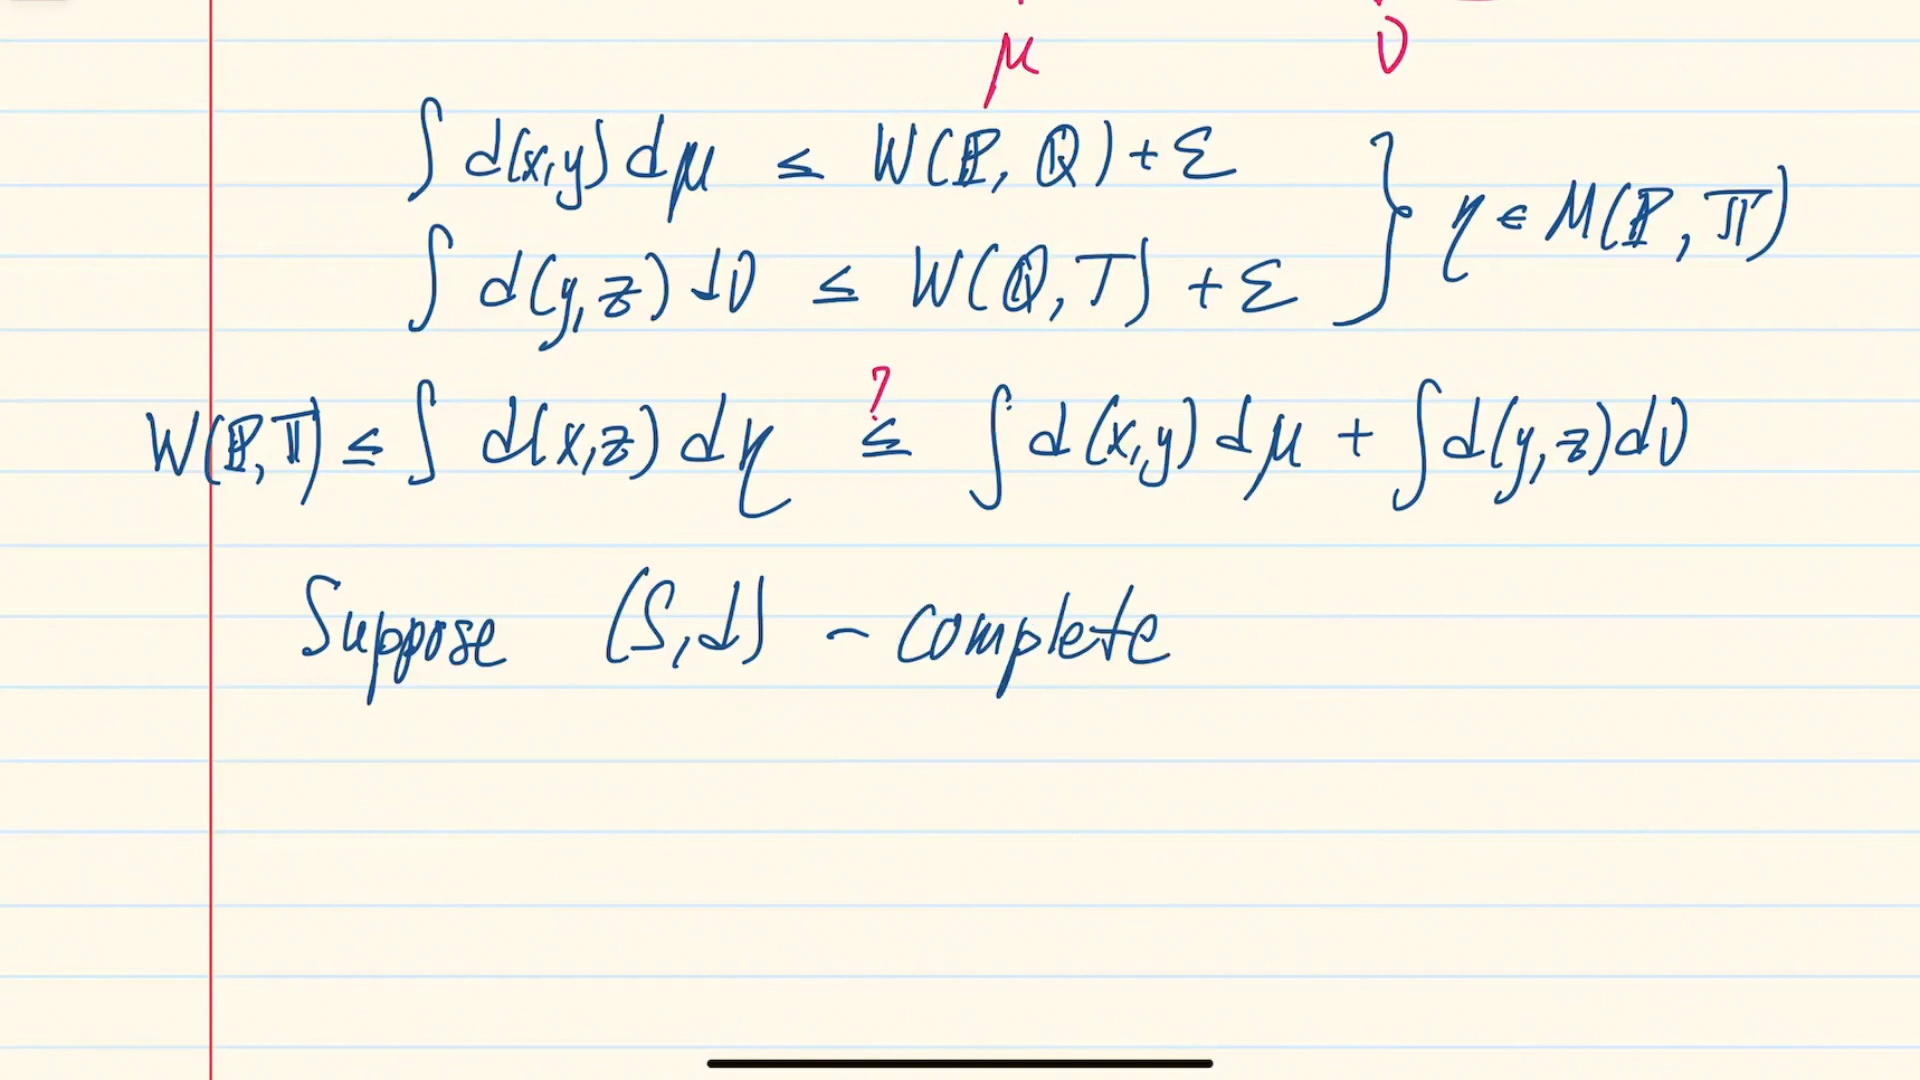 μ ν
∫ d(x,y) dμ ≤ W(ℙ, ℚ) + ε
∫ d(y,z) dν ≤ W(ℚ, T) + ε } η ∈ M(ℙ, 𝕋)
W(ℙ, 𝕋) ≤ ∫ d(x,z) dη ≤? ∫ d(x,y) dμ + ∫ d(y,z) dν
Suppose (S,d) – complete